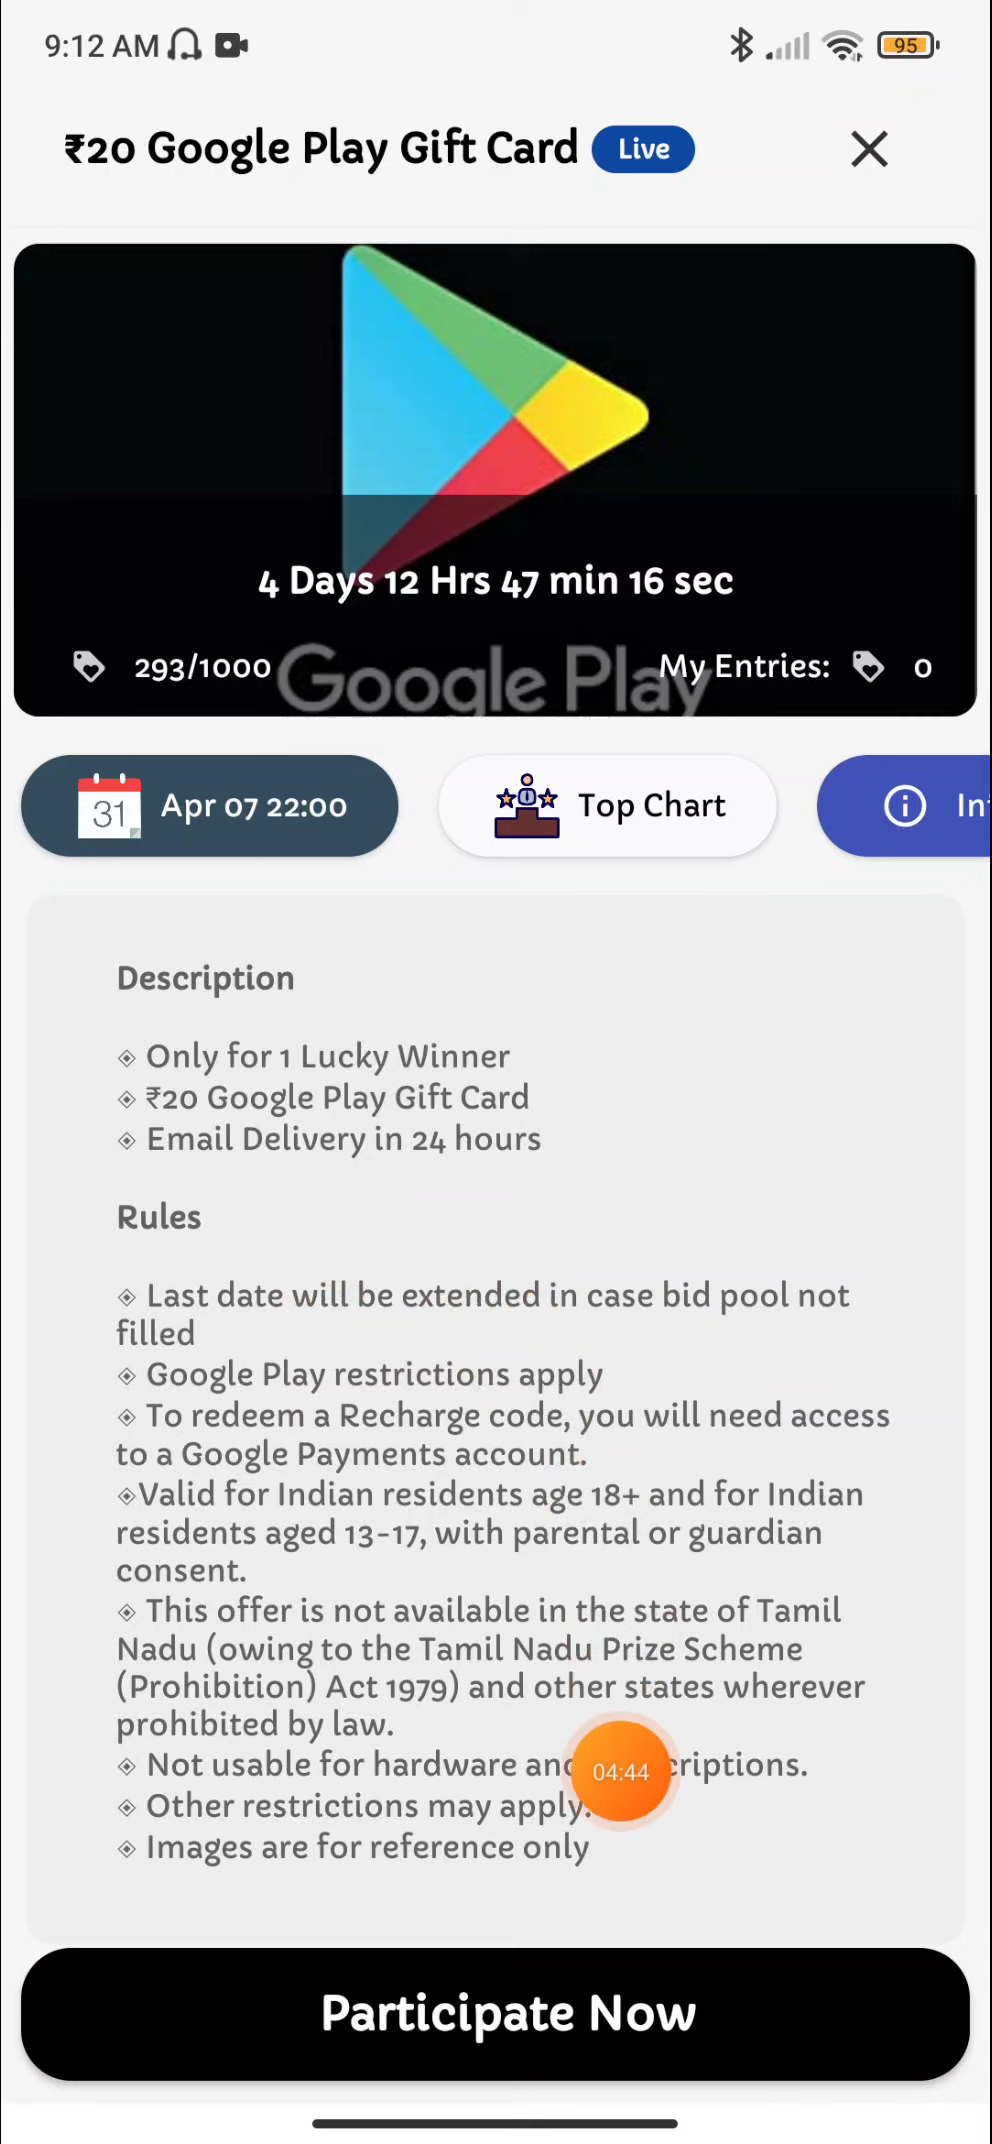 9:12 AM
95
₹20 Google Play Gift Card Live
4 Days 12 Hrs 47 min 16 sec
293/1000 My Entries: 0
Google Play
31 Apr 07 22:00 Top Chart
Description
◈ Only for 1 Lucky Winner
◈ ₹20 Google Play Gift Card
◈ Email Delivery in 24 hours
Rules
◈ Last date will be extended in case bid pool not
filled
◈ Google Play restrictions apply
◈ To redeem a Recharge code, you will need access
to a Google Payments account.
◈Valid for Indian residents age 18+ and for Indian
residents aged 13-17, with parental or guardian
consent.
◈ This offer is not available in the state of Tamil
Nadu (owing to the Tamil Nadu Prize Scheme
(Prohibition) Act 1979) and other states wherever
prohibited by law.
◈ Not usable for hardware 04:44
◈ Other restrictions may apply.
◈ Images are for reference only
Participate Now